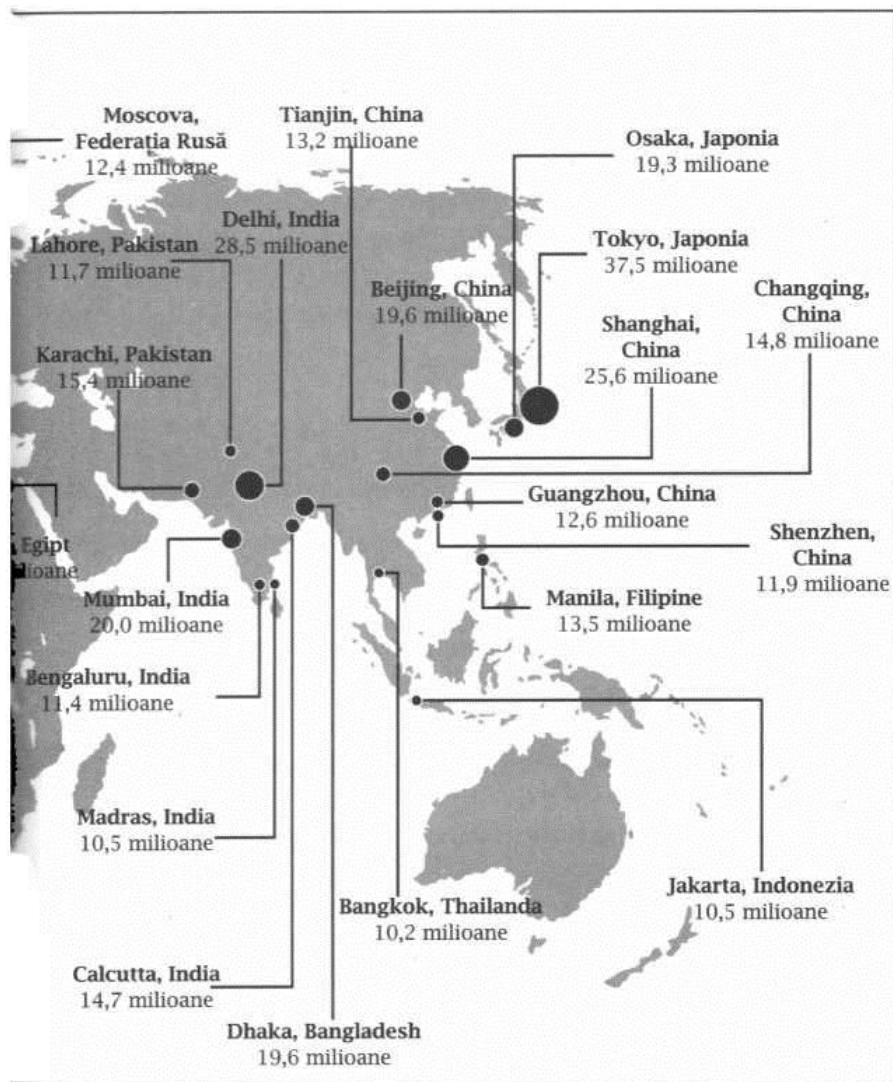 Moscova,
Federația Rusă
12,4 milioane
Tianjin, China
13,2 milioane
Osaka, Japonia
19,3 milioane
Delhi, India
28,5 milioane
Lahore, Pakistan
11,7 milioane
Tokyo, Japonia
37,5 milioane
Beijing, China
19,6 milioane
Changqing,
China
14,8 milioane
Shanghai,
China
25,6 milioane
Karachi, Pakistan
15,4 milioane
Guangzhou, China
12,6 milioane
Shenzhen,
China
11,9 milioane
Egipt
Mumbai, India
20,0 milioane
Manila, Filipine
13,5 milioane
Bengaluru, India
11,4 milioane
Madras, India
10,5 milioane
Bangkok, Thailanda
10,2 milioane
Jakarta, Indonezia
10,5 milioane
Calcutta, India
14,7 milioane
Dhaka, Bangladesh
19,6 milioane